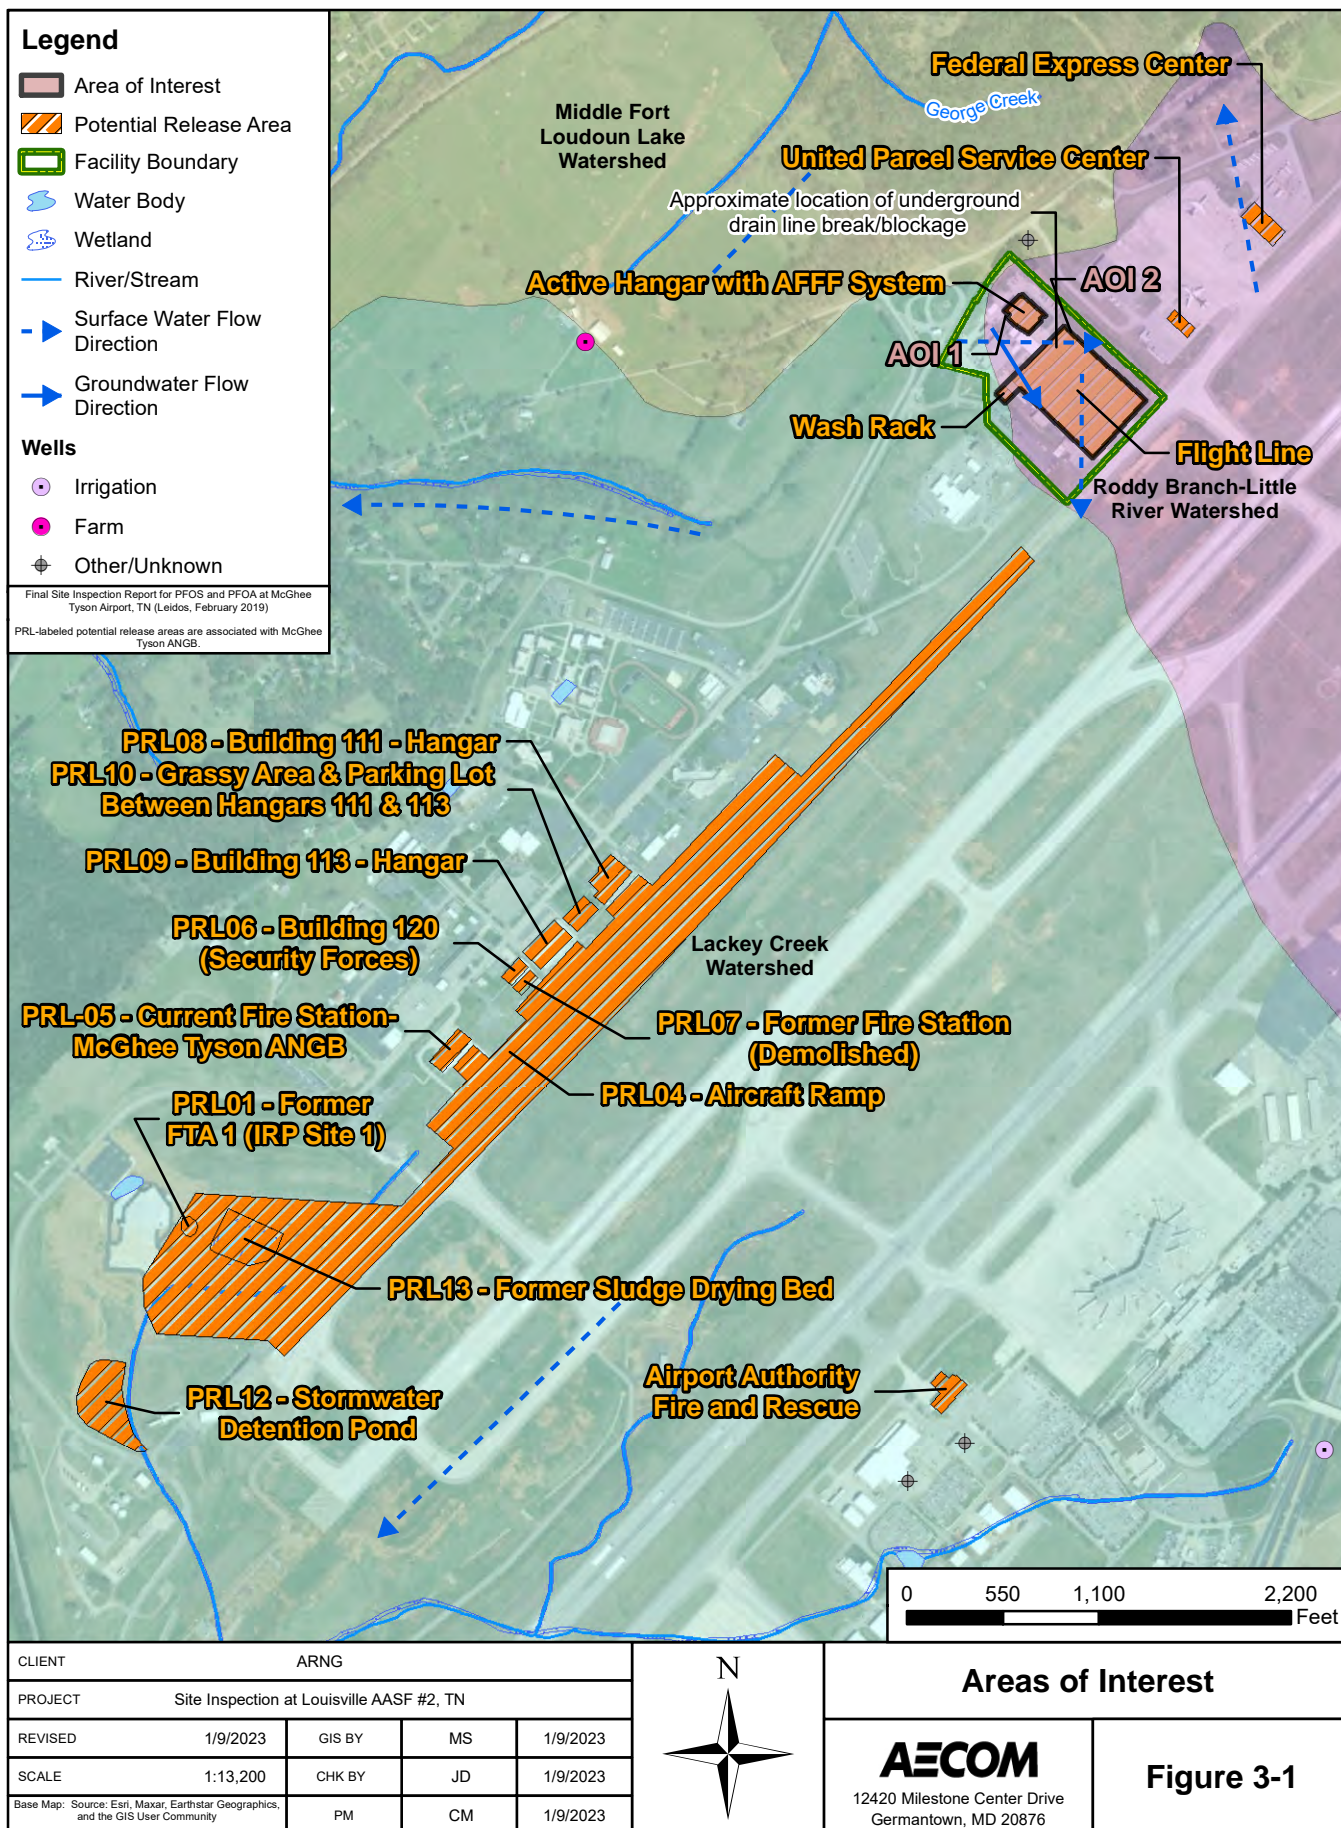 Legend
Area of Interest
Potential Release Area
Facility Boundary
Water Body
Wetland
River/Stream
Surface Water Flow
Direction
Groundwater Flow
Direction
Wells
Irrigation
Farm
Other/Unknown
Final Site Inspection Report for PFOS and PFOA at McGhee
Tyson Airport, TN (Leidos, February 2019)
PRL-labeled potential release areas are associated with McGhee
Tyson ANGB.
Federal Express Center
George Creek
Middle Fort
Loudoun Lake
Watershed
United Parcel Service Center
Approximate location of underground
drain line break/blockage
Active Hangar with AFFF System
AOI 2
AOI 1
Wash Rack
Flight Line
Roddy Branch-Little
River Watershed
PRL08 - Building 111 - Hangar
PRL10 - Grassy Area & Parking Lot
Between Hangars 111 & 113
PRL09 - Building 113 - Hangar
PRL06 - Building 120
(Security Forces)
Lackey Creek
Watershed
PRL-05 - Current Fire Station-
McGhee Tyson ANGB
PRL07 - Former Fire Station
(Demolished)
PRL04 - Aircraft Ramp
PRL01 - Former
FTA 1 (IRP Site 1)
PRL13 - Former Sludge Drying Bed
Airport Authority
Fire and Rescue
PRL12 - Stormwater
Detention Pond
0 550 1,100 2,200
Feet
CLIENT ARNG
PROJECT Site Inspection at Louisville AASF #2, TN
REVISED 1/9/2023 GIS BY MS 1/9/2023
SCALE 1:13,200 CHK BY JD 1/9/2023
Base Map: Source: Esri, Maxar, Earthstar Geographics,
and the GIS User Community
PM CM 1/9/2023
N
Areas of Interest
AECOM
12420 Milestone Center Drive
Germantown, MD 20876
Figure 3-1